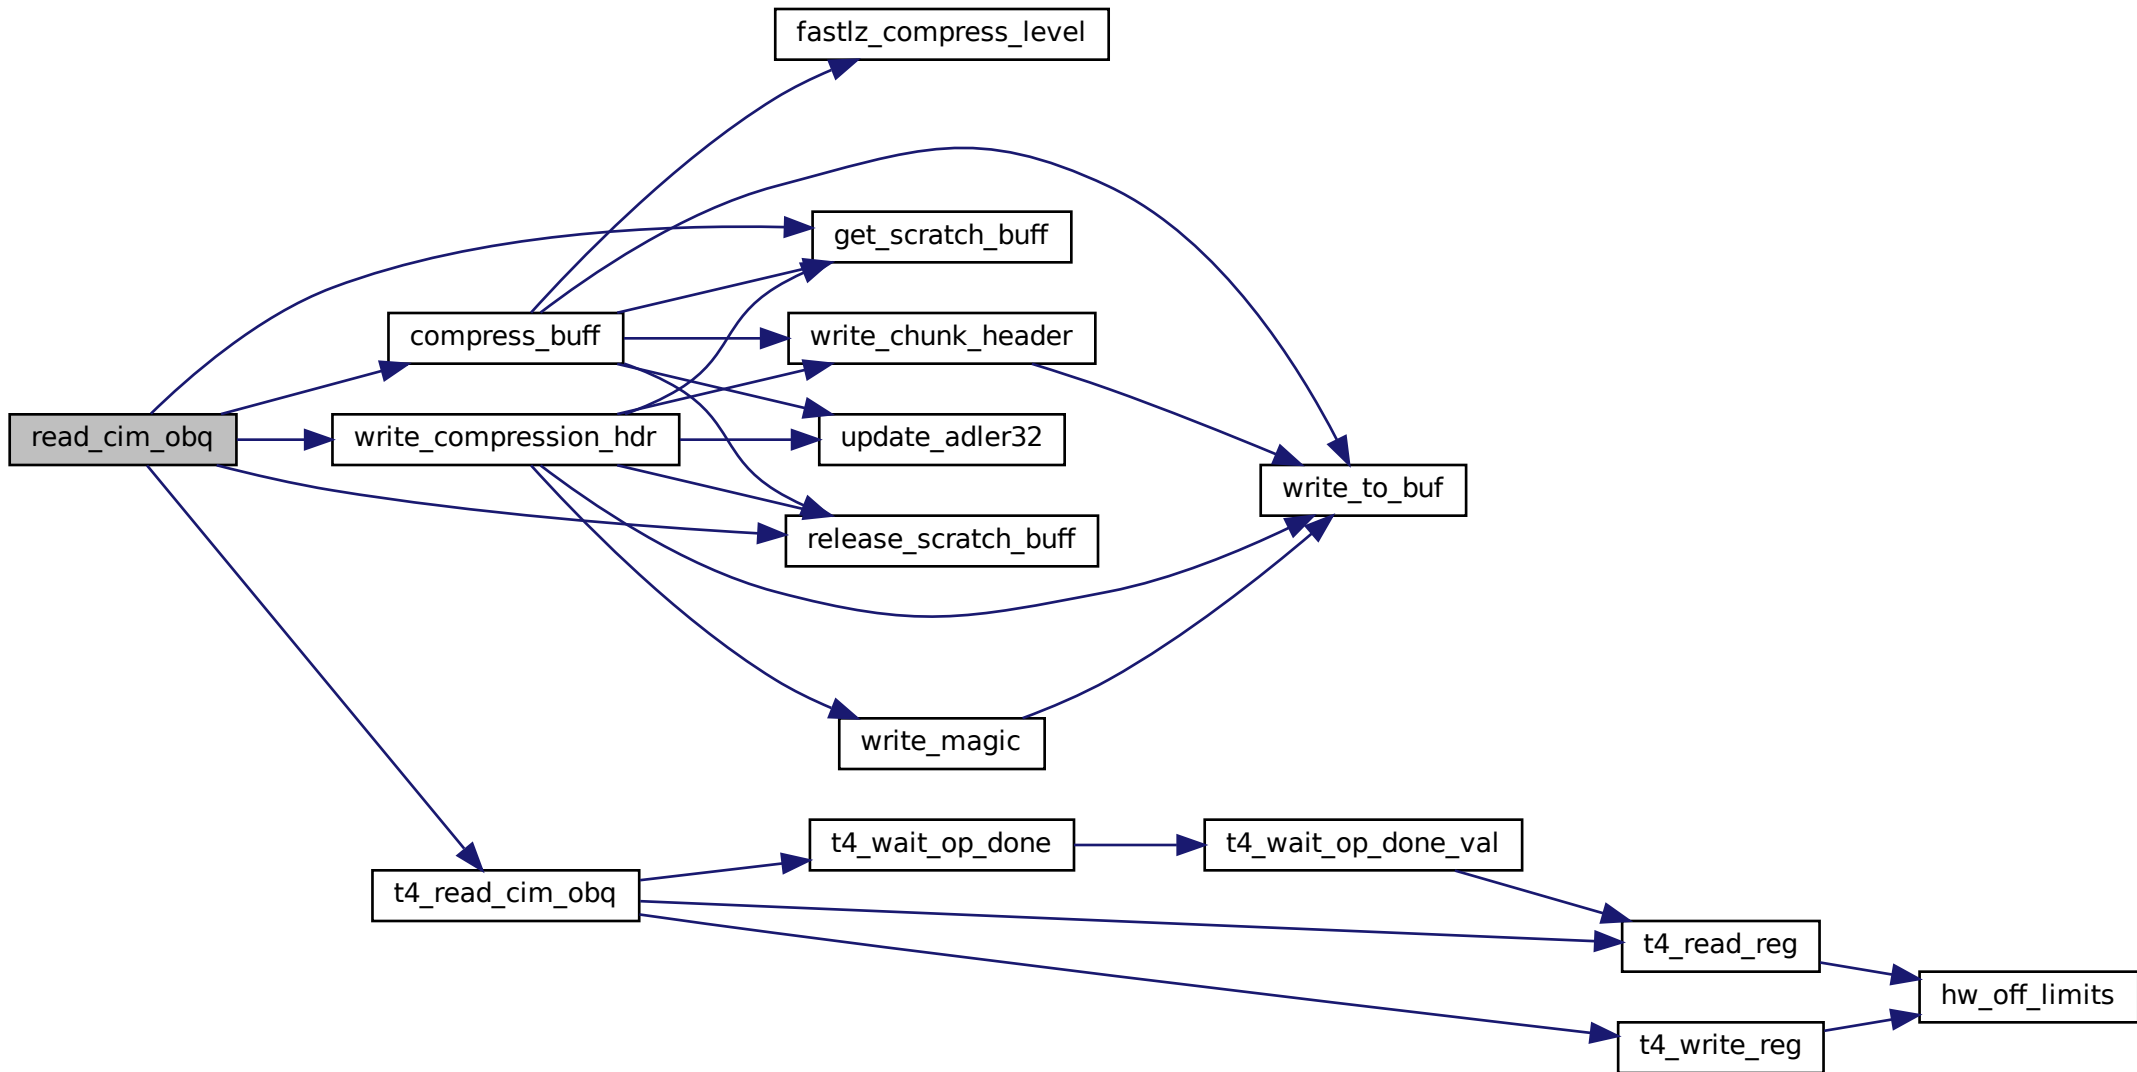 fastlz_compress_level
get_scratch_buff
compress_buff
write_chunk_header
read_cim_obq
write_compression_hdr
update_adler32
write_to_buf
release_scratch_buff
write_magic
t4_wait_op_done
t4_wait_op_done_val
t4_read_cim_obq
t4_read_reg
hw_off_limits
t4_write_reg